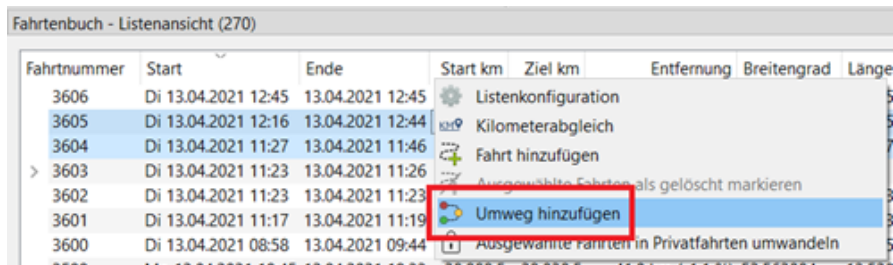 Fahrtenbuch - Listenansicht (270)
Fahrtnummer Start Ende Start km Ziel km Entfernung Breitengrad Länge
3606 Di 13.04.2021 12:45 13.04.2021 12:45 Listenkonfiguration
3605 Di 13.04.2021 12:16 13.04.2021 12:44 Kilometerabgleich
3604 Di 13.04.2021 11:27 13.04.2021 11:46 Fahrt hinzufügen
3603 Di 13.04.2021 11:23 13.04.2021 11:26 Ausgewählte Fahrten als gelöscht markieren
3602 Di 13.04.2021 11:23 13.04.2021 11:23
3601 Di 13.04.2021 11:17 13.04.2021 11:19 Umweg hinzufügen
3600 Di 13.04.2021 08:58 13.04.2021 09:44 Ausgewählte Fahrten in Privatfahrten umwandeln